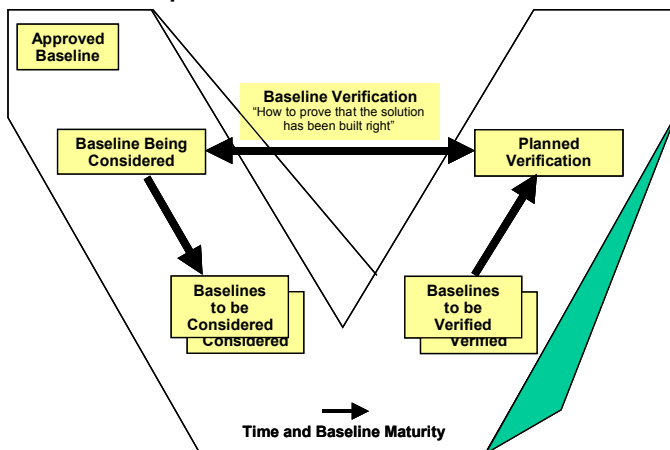 Approved
Baseline
Baseline Verification
“How to prove that the solution
has been built right”
Baseline Being
Considered
Planned
Verification
Baselines
to be
Considered
Considered
Baselines
to be
Verified
Verified
Time and Baseline Maturity